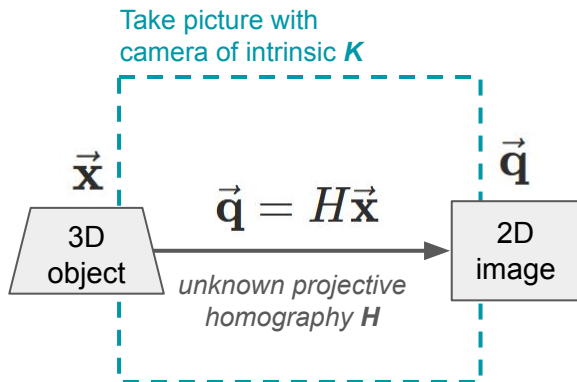 Take picture with
camera of intrinsic K
x⃗
q⃗
q⃗ = Hx⃗
3D
object
2D
image
unknown projective
homography H